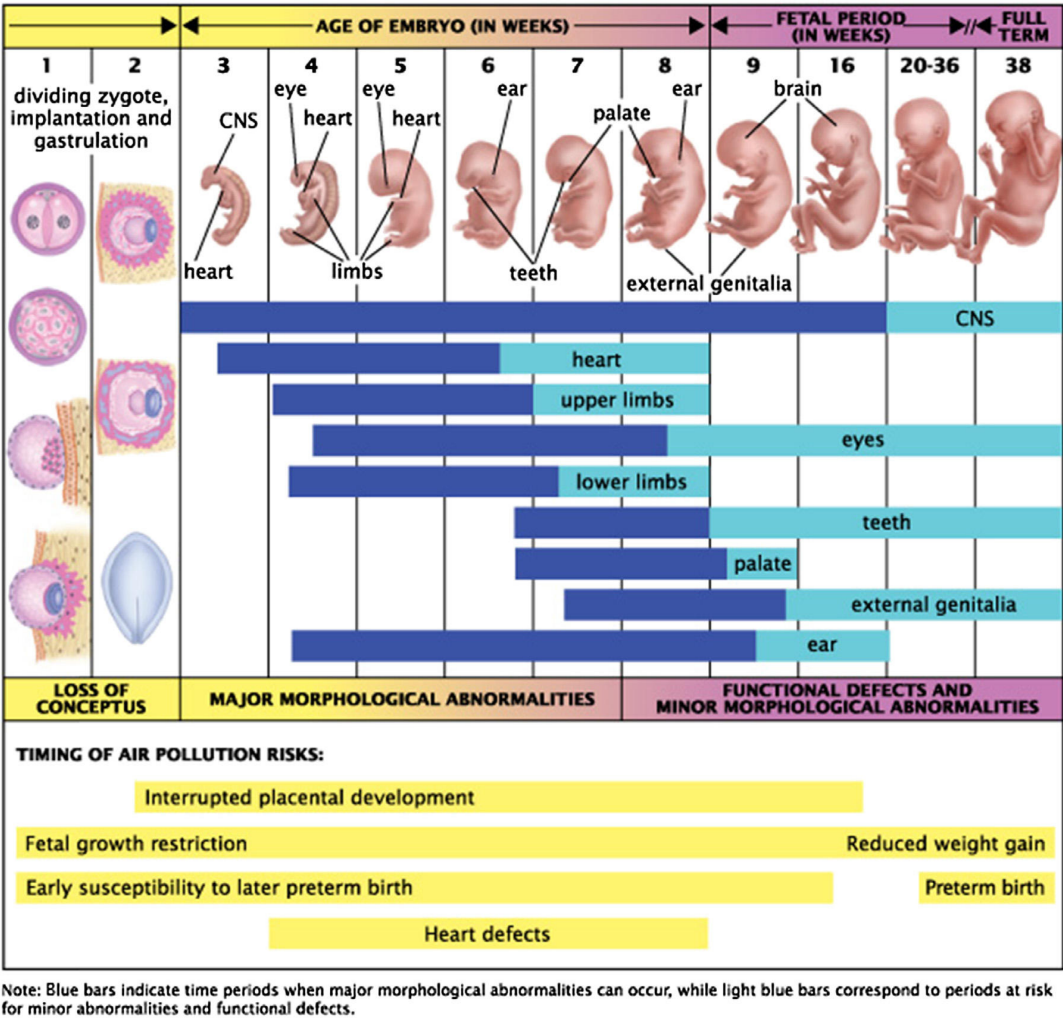 AGE OF EMBRYO (IN WEEKS)
FETAL PERIOD
(IN WEEKS)
FULL
TERM
1
2
3
4
5
6
7
8
9
16
20-36
38
dividing zygote,
implantation and
gastrulation
CNS
heart
eye
heart
eye
heart
limbs
ear
teeth
palate
ear
external genitalia
brain
CNS
heart
upper limbs
eyes
lower limbs
teeth
palate
external genitalia
ear
LOSS OF
CONCEPTUS
MAJOR MORPHOLOGICAL ABNORMALITIES
FUNCTIONAL DEFECTS AND
MINOR MORPHOLOGICAL ABNORMALITIES
TIMING OF AIR POLLUTION RISKS:
Interrupted placental development
Fetal growth restriction
Reduced weight gain
Early susceptibility to later preterm birth
Preterm birth
Heart defects
Note: Blue bars indicate time periods when major morphological abnormalities can occur, while light blue bars correspond to periods at risk
for minor abnormalities and functional defects.